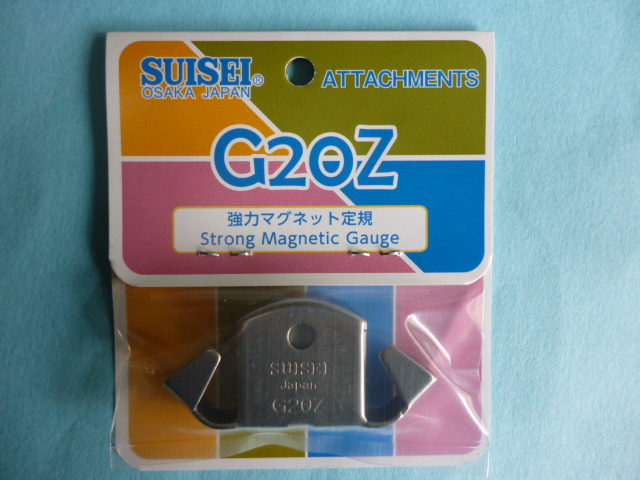 SUISEI®
OSAKA JAPAN
ATTACHMENTS
G20Z
強力マグネット定規
Strong Magnetic Gauge
SUISEI
Japan
G20Z